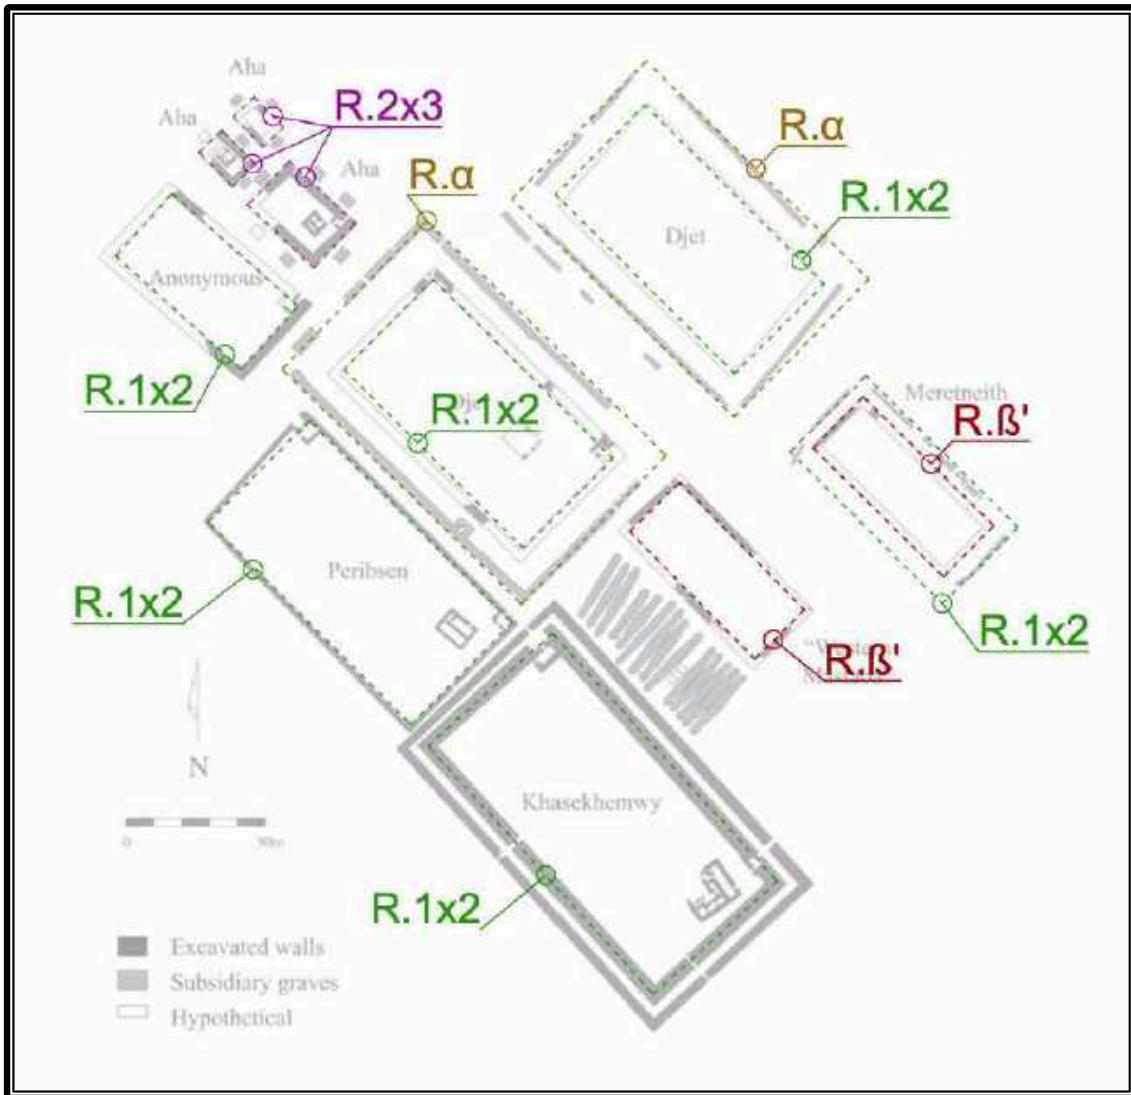 Aha
R.2x3
Aha
R.α
Aha
R.α
R.1x2
Djet
Anonymous
R.1x2
R.1x2
Meretneith
R.ß'
Peribsen
R.1x2
R.1x2
R.ß'
N
Khasekhemwy
0
R.1x2
Excavated walls
Subsidiary graves
Hypothetical